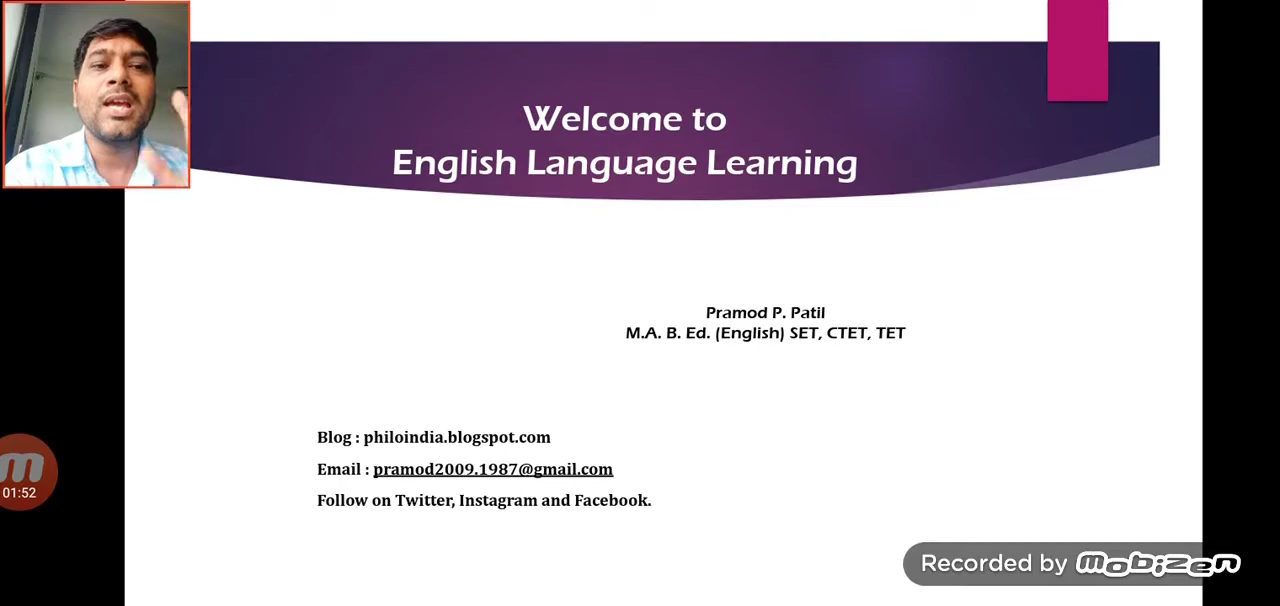 Welcome to
English Language Learning
Pramod P. Patil
M.A. B. Ed. (English) SET, CTET, TET
Blog : philoindia.blogspot.com
Email : pramod2009.1987@gmail.com
Follow on Twitter, Instagram and Facebook.
m
01:52
Recorded by Mobizen